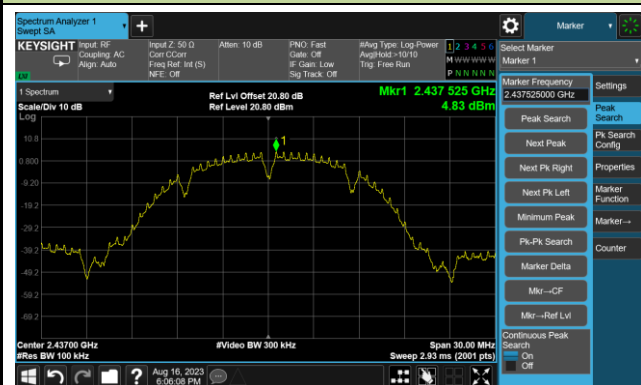 Spectrum Analyzer 1
Swept SA
Marker
KEYSIGHT
Input: RF
Coupling: AC
Align: Auto
Input Z: 50 Ω
Corr CCorr
Freq Ref: Int (S)
NFE: Off
Atten: 10 dB
PNO: Fast
Gate: Off
IF Gain: Low
Sig Track: Off
#Avg Type: Log-Power
Avg|Hold:>10/10
Trig: Free Run
1 2 3 4 5 6
M W W W W W
P N N N N N
LXI
Select Marker
Marker 1
1 Spectrum
Scale/Div 10 dB
Log
Ref Lvl Offset 20.80 dB
Ref Level 20.80 dBm
Mkr1 2.437 525 GHz
4.83 dBm
1
10.8
0.800
-9.20
-19.2
-29.2
-39.2
-49.2
-59.2
-69.2
Center 2.43700 GHz
#Res BW 100 kHz
#Video BW 300 kHz
Span 30.00 MHz
Sweep 2.93 ms (2001 pts)
Marker Frequency
2.437525000 GHz
Peak Search
Next Peak
Next Pk Right
Next Pk Left
Minimum Peak
Pk-Pk Search
Marker Delta
Mkr→CF
Mkr→Ref Lvl
Continuous Peak
Search
On
Off
Settings
Peak
Search
Pk Search
Config
Properties
Marker
Function
Marker→
Counter
Aug 16, 2023
6:06:08 PM